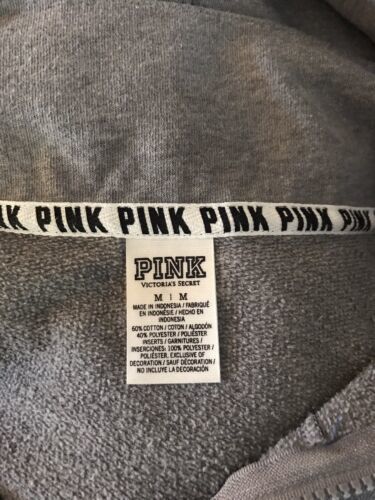 PINK PINK PINK PINK PINK
PINK
VICTORIA'S SECRET
M | M
MADE IN INDONESIA / FABRIQUÉ
EN INDONÉSIE / HECHO EN
INDONESIA
60% COTTON / COTON / ALGODÓN
40% POLYESTER / POLIÉSTER
INSERTS / GARNITURES /
INSERCIONES: 100% POLYESTER /
POLIÉSTER. EXCLUSIVE OF
DECORATION / SAUF DÉCORATION /
NO INCLUYE LA DECORACIÓN